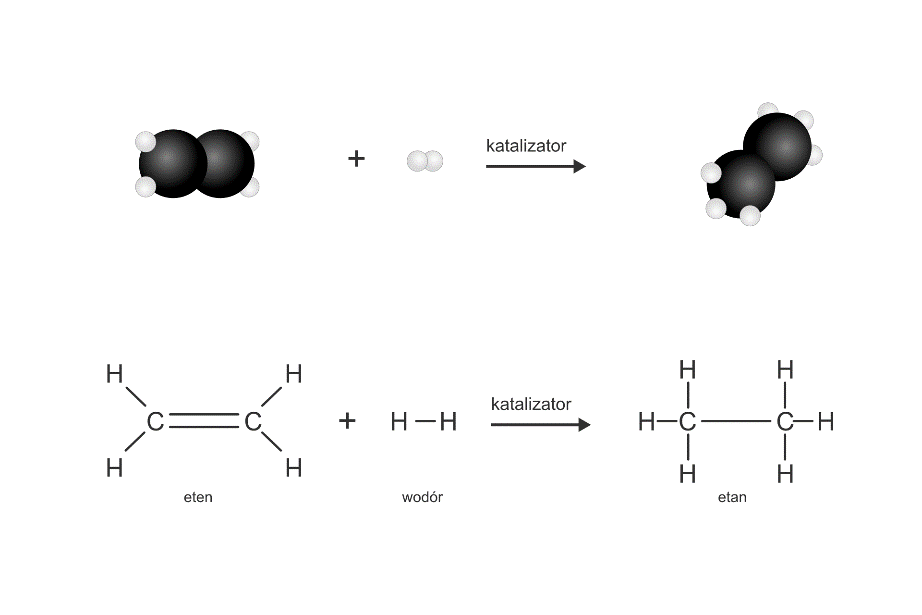 +
katalizator
H H
C C + H — H katalizator H H
H — C C — H
H H H H
eten wodór etan